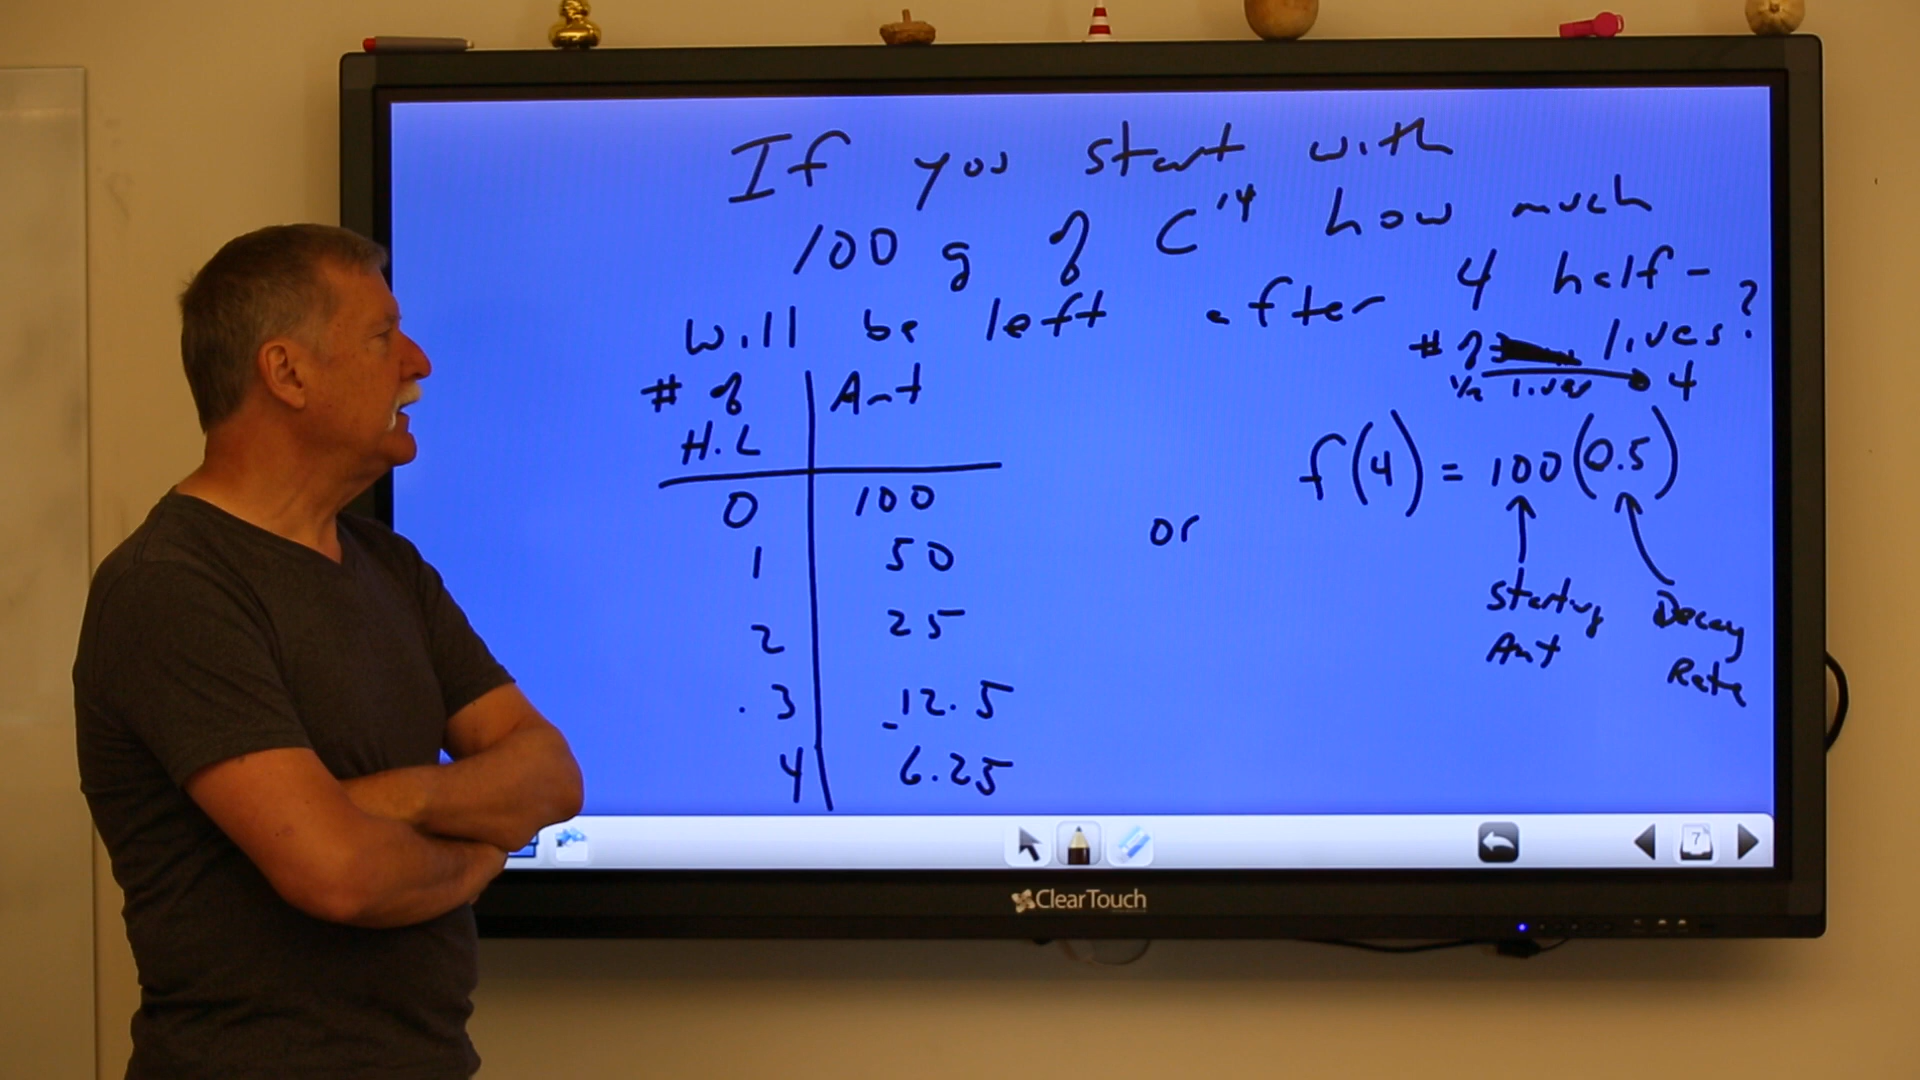 If you start with
100 g of C¹⁴ how much
will be left after 4 half-
lives?
# of
H.L
Amt
0 100
1 50
2 25
3 12.5
4 6.25
or
# of
1/2 lives 4
f(4) = 100(0.5)
Starting
Amt
Decay
Rate
7
ClearTouch